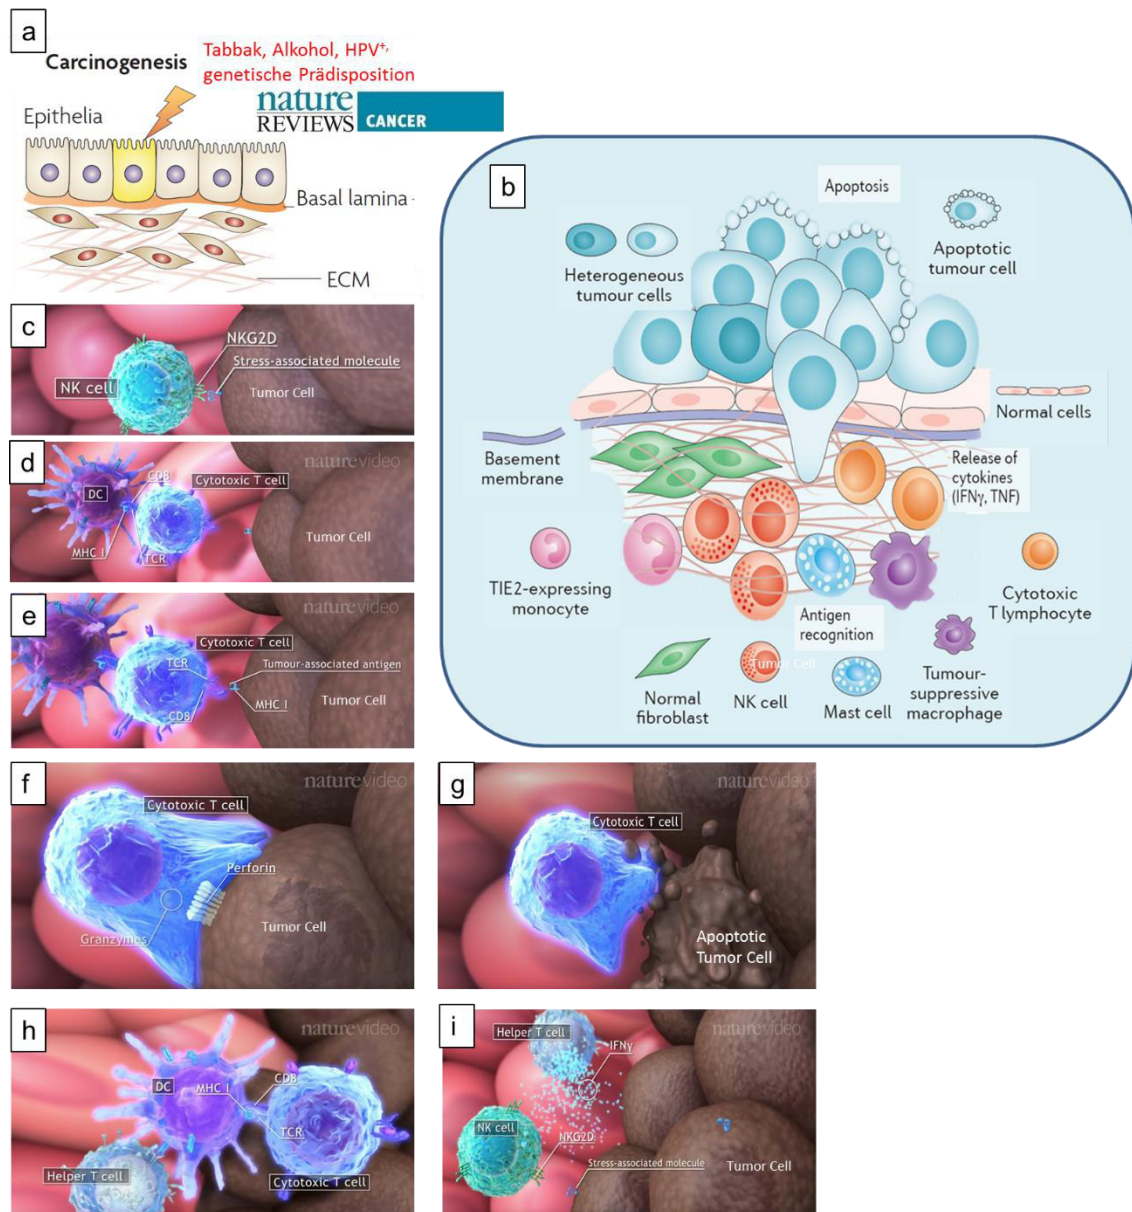 a
Carcinogenesis
Tabbak, Alkohol, HPV+,
genetische Prädisposition
nature
REVIEWS CANCER
Epithelia
Basal lamina
ECM
b
Apoptosis
Heterogeneous
tumour cells
Apoptotic
tumour cell
Normal cells
Basement
membrane
Release of
cytokines
(IFNγ, TNF)
TIE2-expressing
monocyte
Cytotoxic
T lymphocyte
Antigen
recognition
Normal
fibroblast
Tumor Cell
NK cell
Mast cell
Tumour-
suppressive
macrophage
c
NKG2D
Stress-associated molecule
NK cell
Tumor Cell
d
naturevideo
CD8
Cytotoxic T cell
DC
Tumor Cell
MHC I
TCR
e
naturevideo
Cytotoxic T cell
TCR
Tumour-associated antigen
Tumor Cell
MHC I
CD8
f
naturevideo
Cytotoxic T cell
Perforin
Tumor Cell
Granzymes
g
naturevideo
Cytotoxic T cell
Apoptotic
Tumor Cell
h
naturevideo
DC
MHC I
CD8
TCR
Helper T cell
Cytotoxic T cell
i
naturevideo
Helper T cell
IFNγ
NK cell
NKG2D
Stress-associated molecule
Tumor Cell